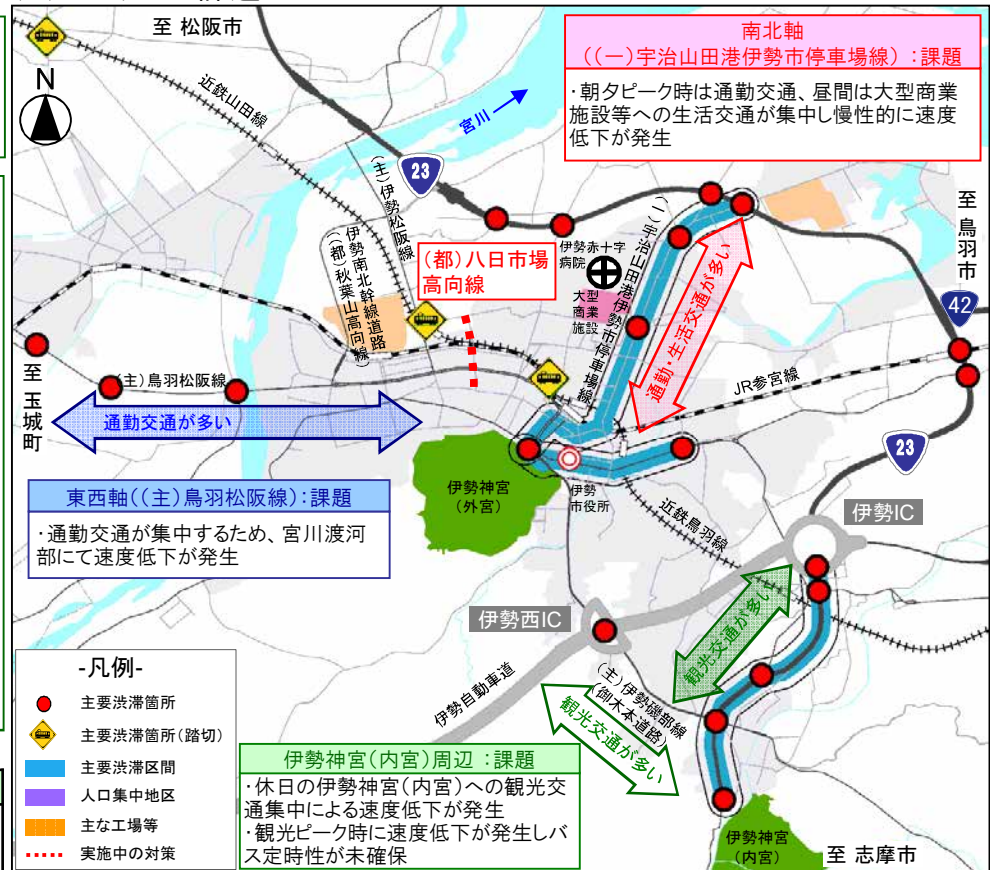 至 松阪市
N
近鉄山田線
宮川
23
(主)伊勢松阪線
伊勢南北幹線道路
((都)秋葉山高向線)
南北軸
((一)宇治山田港伊勢市停車場線):課題
・朝夕ピーク時は通勤交通、昼間は大型商業
施設等への生活交通が集中し慢性的に速度
低下が発生
(都)八日市場
高向線
伊勢赤十字
病院
大型
商業
施設
(一)宇治山田港伊勢市停車場線
通勤・生活交通が多い
至 鳥羽市
42
JR参宮線
23
至 玉城町
(主)鳥羽松阪線
通勤交通が多い
東西軸((主)鳥羽松阪線):課題
・通勤交通が集中するため、宮川渡河
部にて速度低下が発生
伊勢神宮
(外宮)
伊勢
市役所
近鉄鳥羽線
伊勢IC
伊勢西IC
観光交通が多い
伊勢自動車道
(主)伊勢磯部線
(御木本道路)
観光交通が多い
伊勢神宮(内宮)周辺:課題
・休日の伊勢神宮(内宮)への観光交
通集中による速度低下が発生
・観光ピーク時に速度低下が発生しバ
ス定時性が未確保
伊勢神宮
(内宮)
至 志摩市
-凡例-
主要渋滞箇所
主要渋滞箇所(踏切)
主要渋滞区間
人口集中地区
主な工場等
実施中の対策